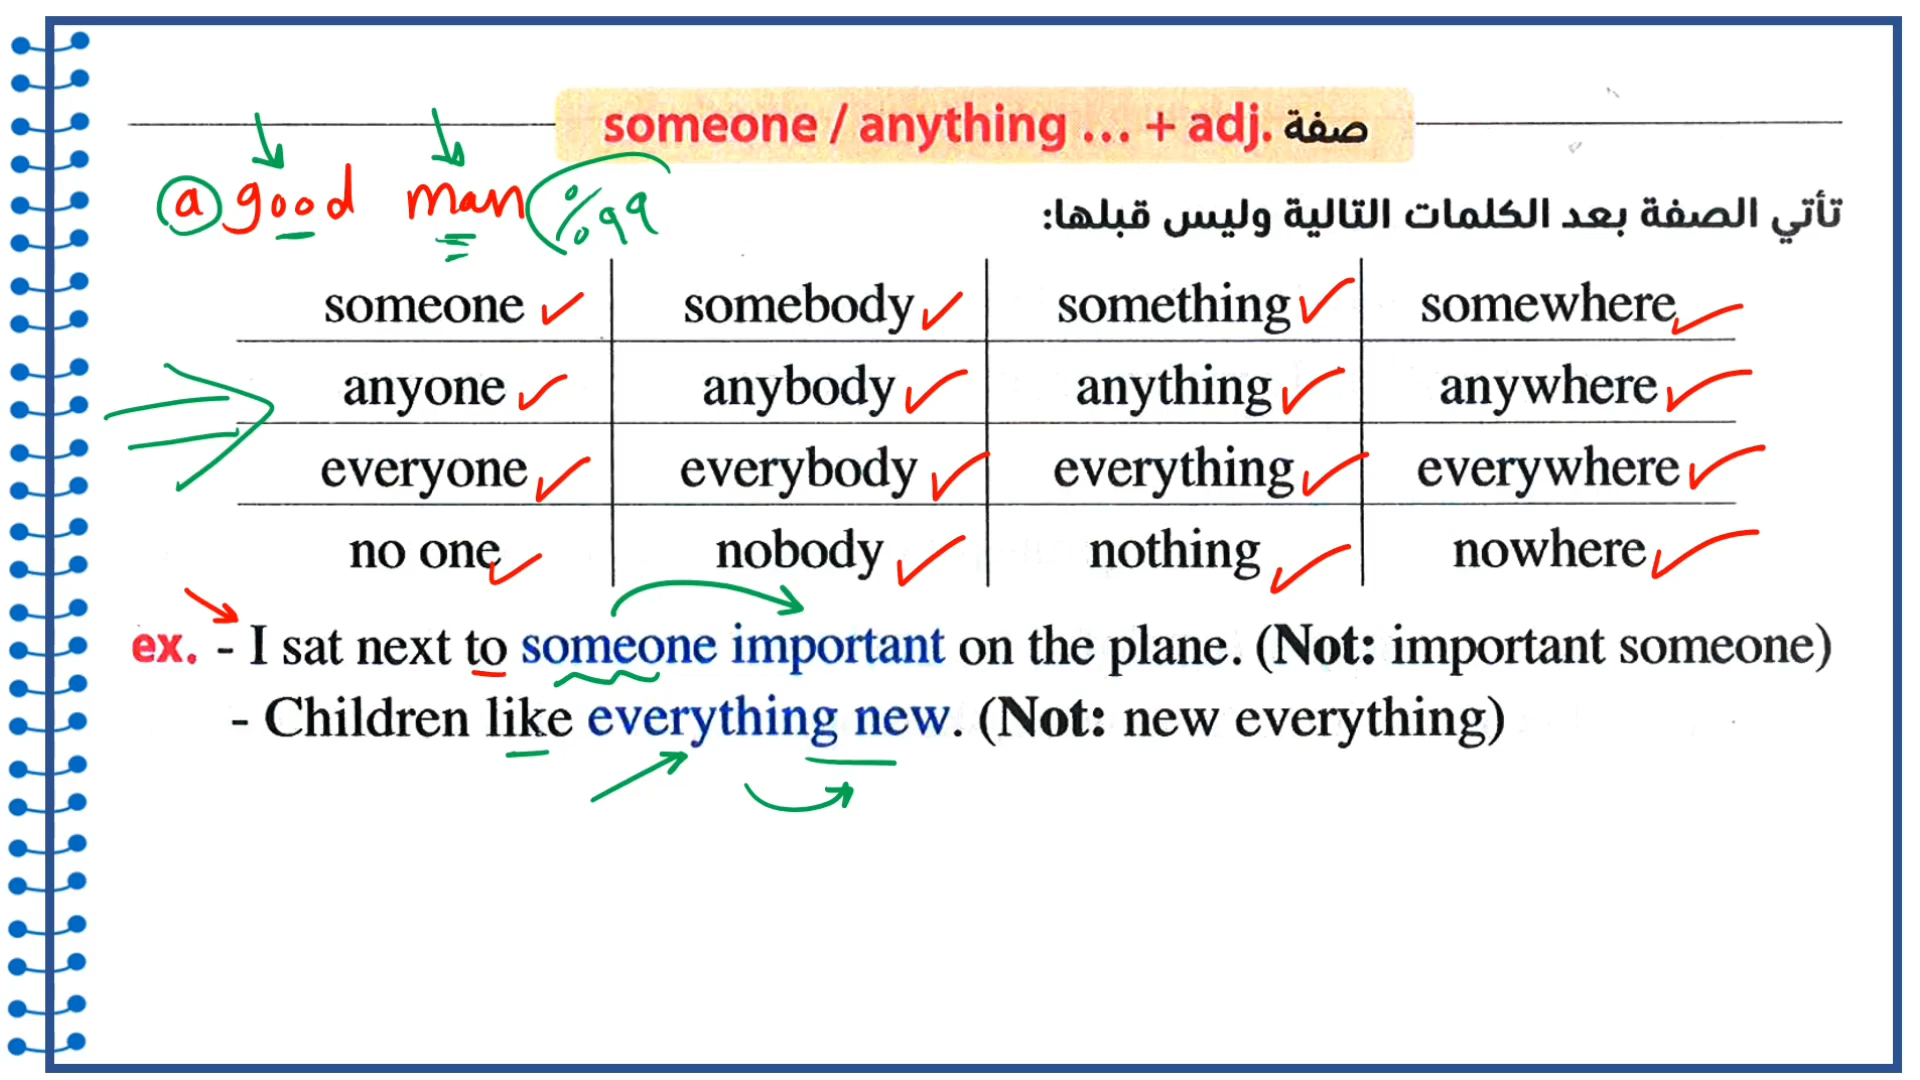 someone / anything ... + adj. صفة
a good man %99
تأتي الصفة بعد الكلمات التالية وليس قبلها:
someone somebody something somewhere
anyone anybody anything anywhere
everyone everybody everything everywhere
no one nobody nothing nowhere
ex. - I sat next to someone important on the plane. (Not: important someone)
- Children like everything new. (Not: new everything)